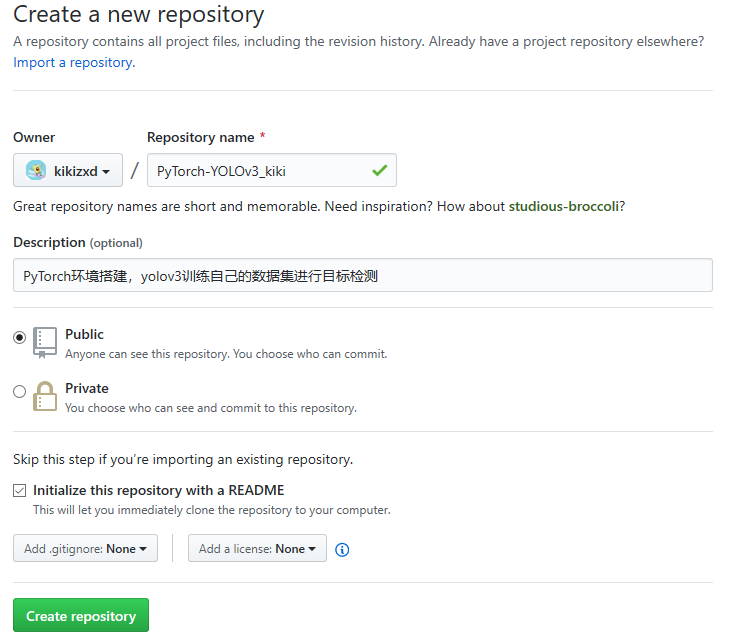 Create a new repository
A repository contains all project files, including the revision history. Already have a project repository elsewhere?
Import a repository.
Owner
Repository name *
kikizxd / PyTorch-YOLOv3_kiki
Great repository names are short and memorable. Need inspiration? How about studious-broccoli?
Description (optional)
PyTorch环境搭建，yolov3训练自己的数据集进行目标检测
Public
Anyone can see this repository. You choose who can commit.
Private
You choose who can see and commit to this repository.
Skip this step if you're importing an existing repository.
Initialize this repository with a README
This will let you immediately clone the repository to your computer.
Add .gitignore: None
Add a license: None
Create repository